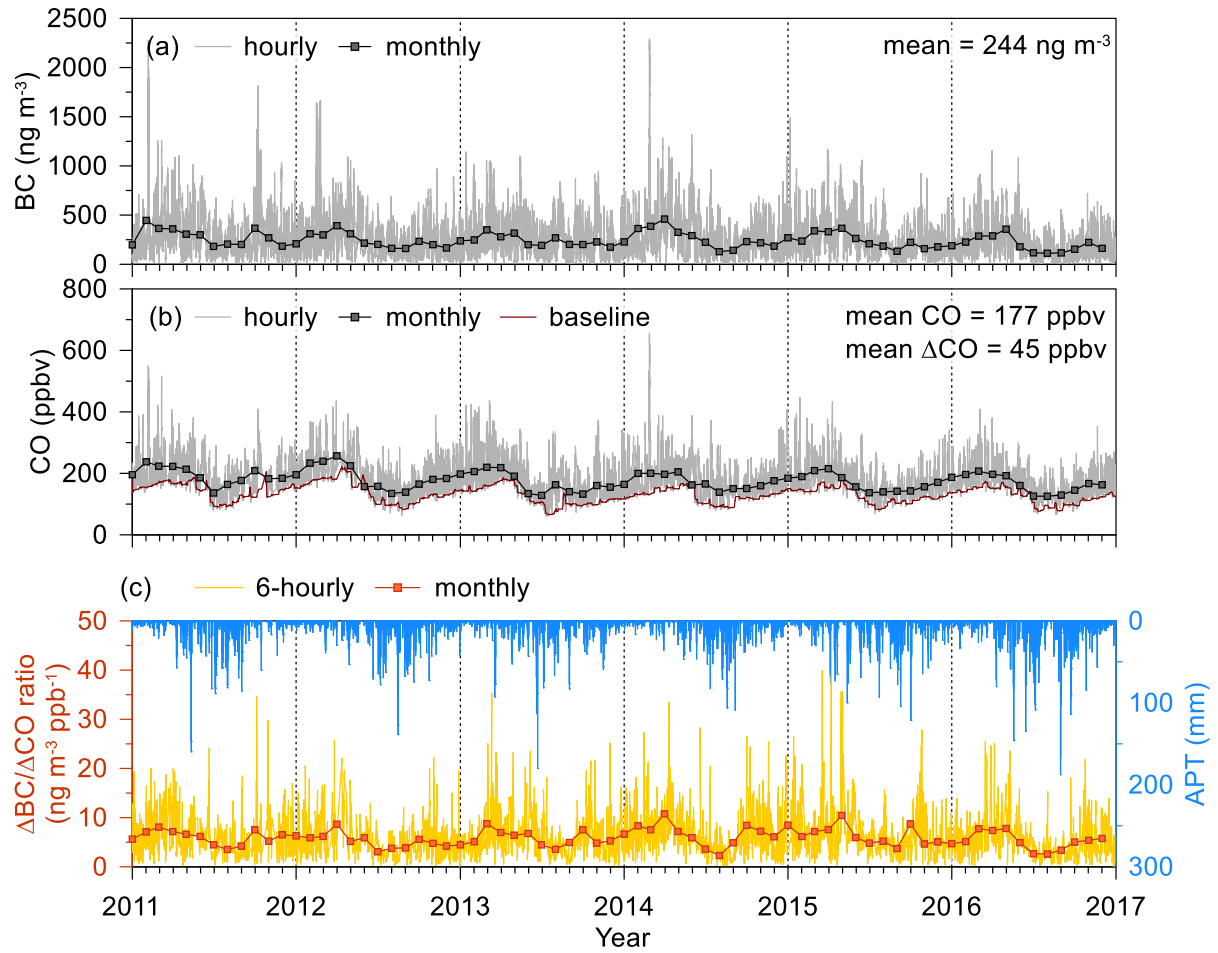 2500
2000
1500
1000
500
0
BC (ng m⁻³)
(a) hourly monthly
mean = 244 ng m⁻³
800
600
400
200
0
CO (ppbv)
(b) hourly monthly baseline
mean CO = 177 ppbv
mean ΔCO = 45 ppbv
(c) 6-hourly monthly
50
40
30
20
10
0
ΔBC/ΔCO ratio
(ng m⁻³ ppb⁻¹)
0
100
200
300
APT (mm)
2011 2012 2013 2014 2015 2016 2017
Year